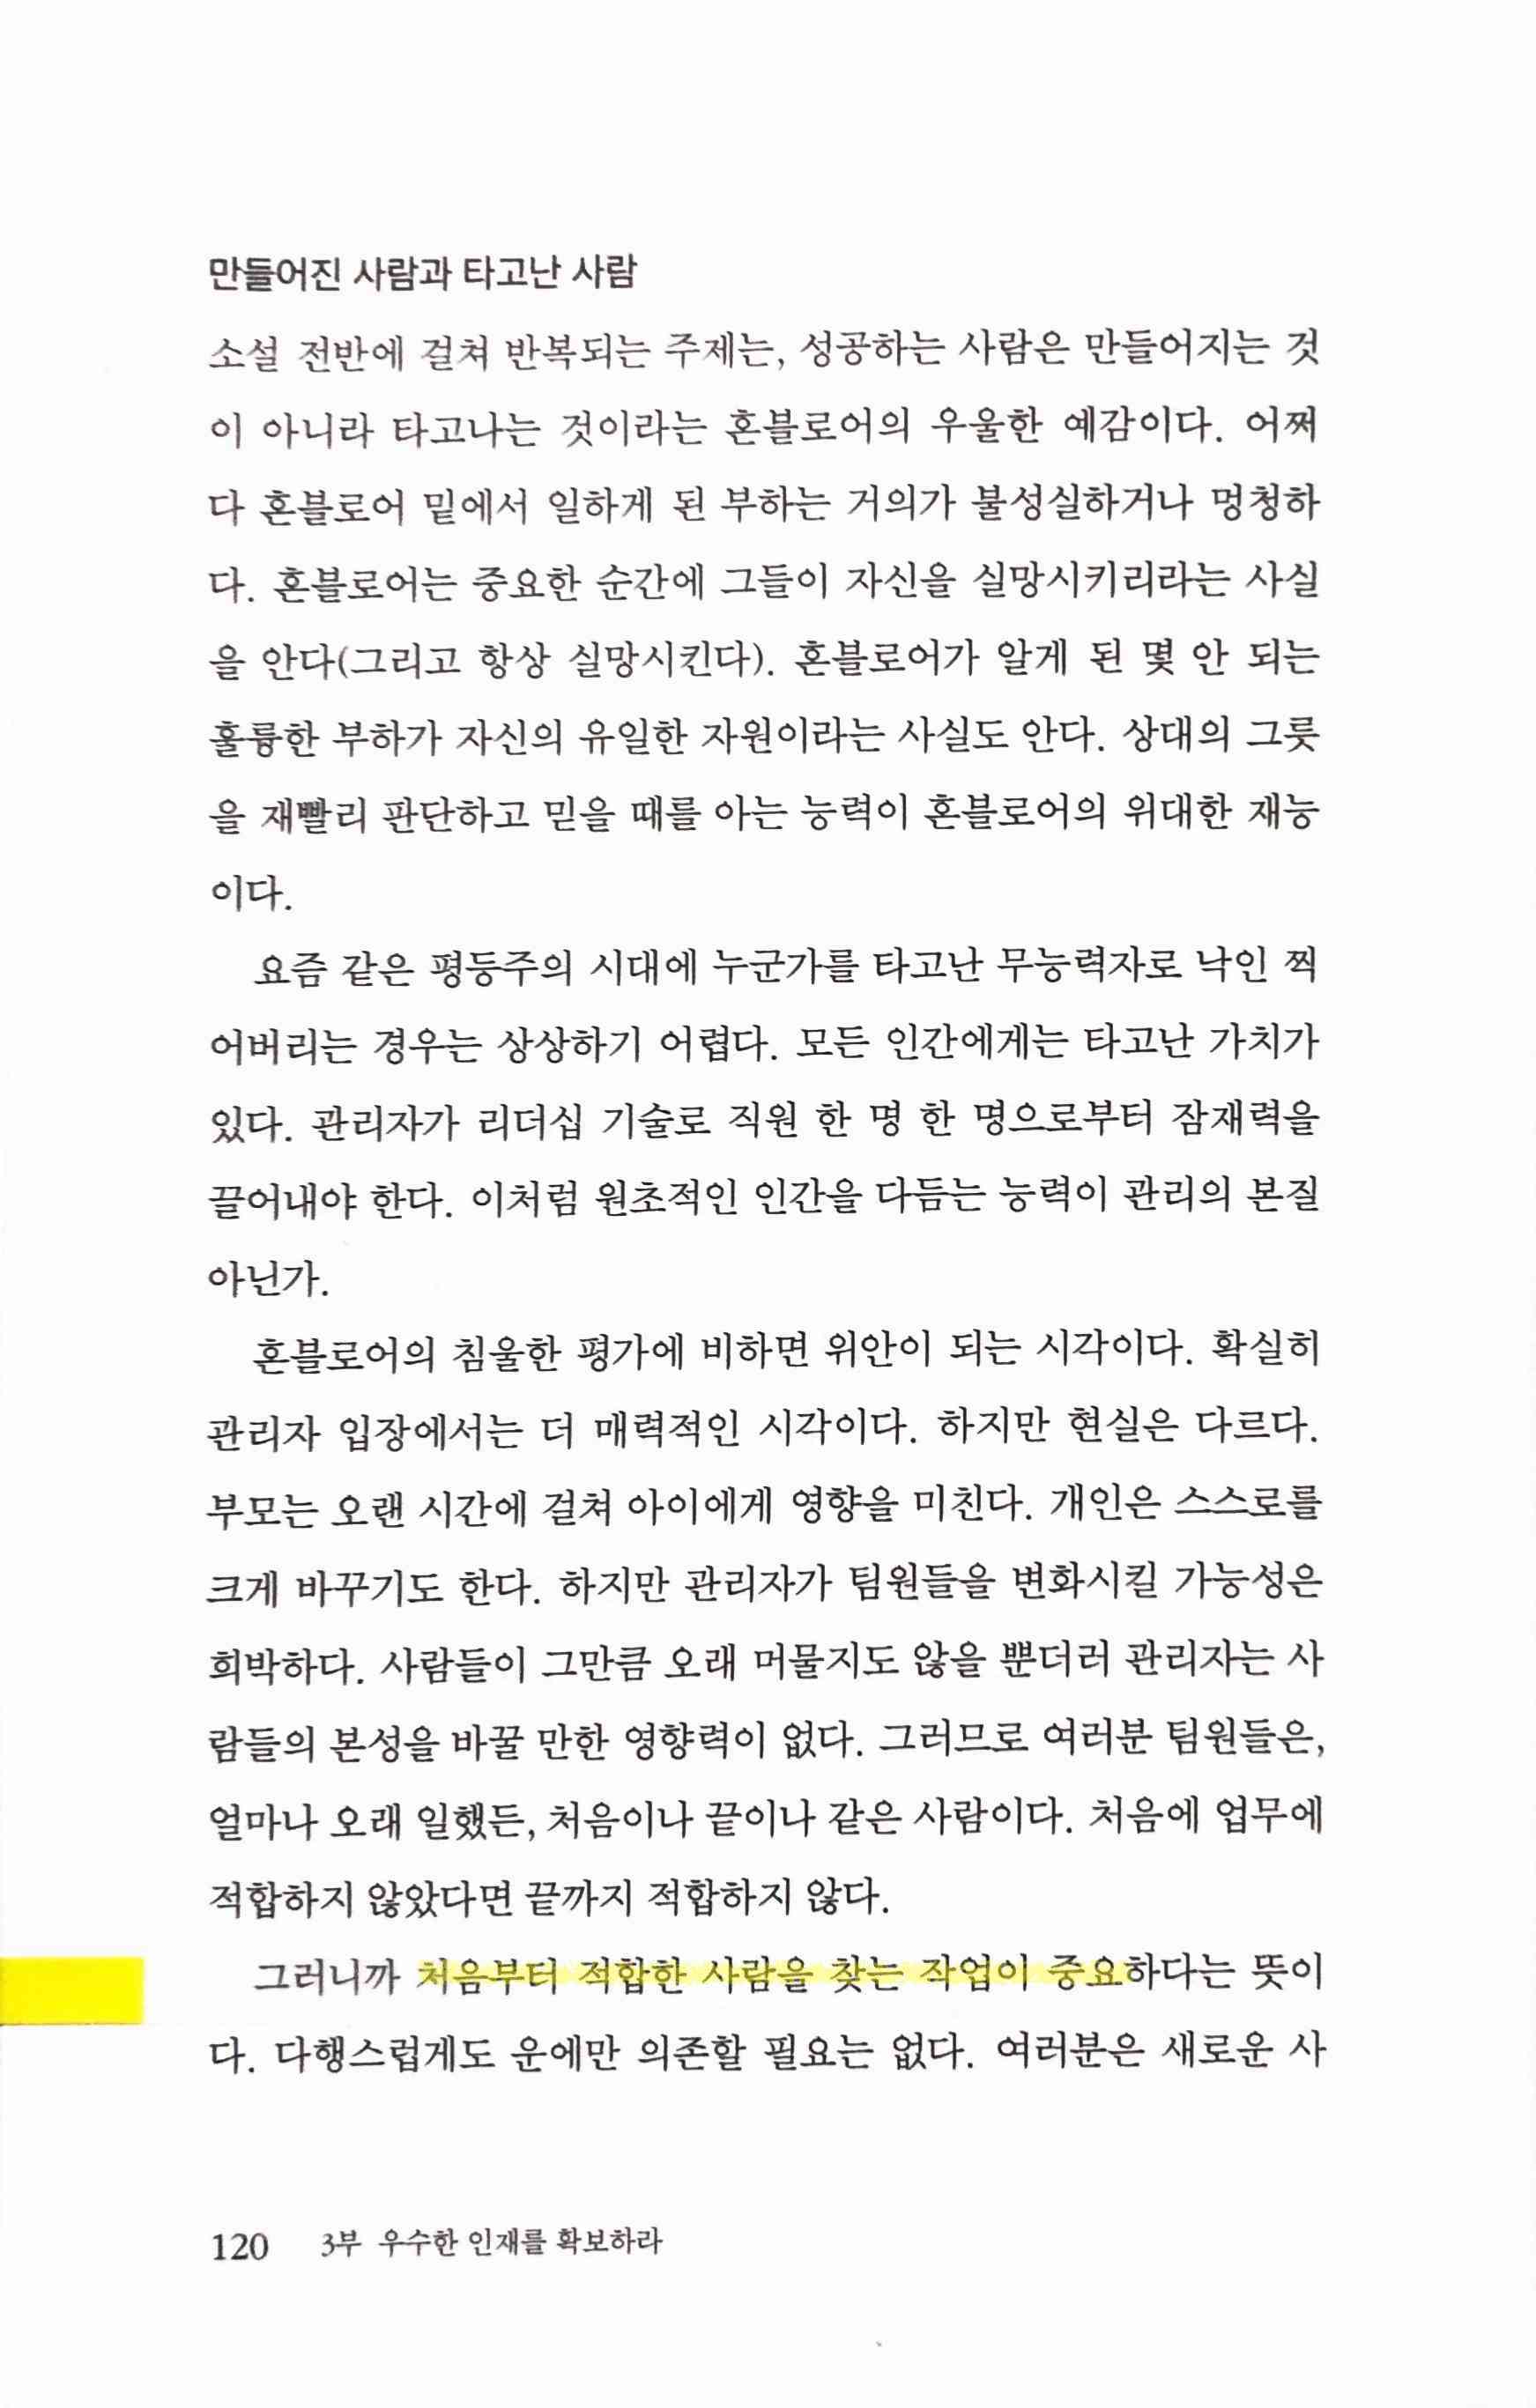 만들어진 사람과 타고난 사람
소설 전반에 걸쳐 반복되는 주제는, 성공하는 사람은 만들어지는 것
이 아니라 타고나는 것이라는 혼블로어의 우울한 예감이다. 어쩌
다 혼블로어 밑에서 일하게 된 부하는 거의가 불성실하거나 멍청하
다. 혼블로어는 중요한 순간에 그들이 자신을 실망시키리라는 사실
을 안다(그리고 항상 실망시킨다). 혼블로어가 알게 된 몇 안 되는
훌륭한 부하가 자신의 유일한 자원이라는 사실도 안다. 상대의 그릇
을 재빨리 판단하고 믿을 때를 아는 능력이 혼블로어의 위대한 재능
이다.
요즘 같은 평등주의 시대에 누군가를 타고난 무능력자로 낙인 찍
어버리는 경우는 상상하기 어렵다. 모든 인간에게는 타고난 가치가
있다. 관리자가 리더십 기술로 직원 한 명 한 명으로부터 잠재력을
끌어내야 한다. 이처럼 원초적인 인간을 다듬는 능력이 관리의 본질
아닌가.
혼블로어의 침울한 평가에 비하면 위안이 되는 시각이다. 확실히
관리자 입장에서는 더 매력적인 시각이다. 하지만 현실은 다르다.
부모는 오랜 시간에 걸쳐 아이에게 영향을 미친다. 개인은 스스로를
크게 바꾸기도 한다. 하지만 관리자가 팀원들을 변화시킬 가능성은
희박하다. 사람들이 그만큼 오래 머물지도 않을 뿐더러 관리자는 사
람들의 본성을 바꿀 만한 영향력이 없다. 그러므로 여러분 팀원들은,
얼마나 오래 일했든, 처음이나 끝이나 같은 사람이다. 처음에 업무에
적합하지 않았다면 끝까지 적합하지 않다.
그러니까 처음부터 적합한 사람을 찾는 작업이 중요하다는 뜻이
다. 다행스럽게도 운에만 의존할 필요는 없다. 여러분은 새로운 사
120 3부 우수한 인재를 확보하라